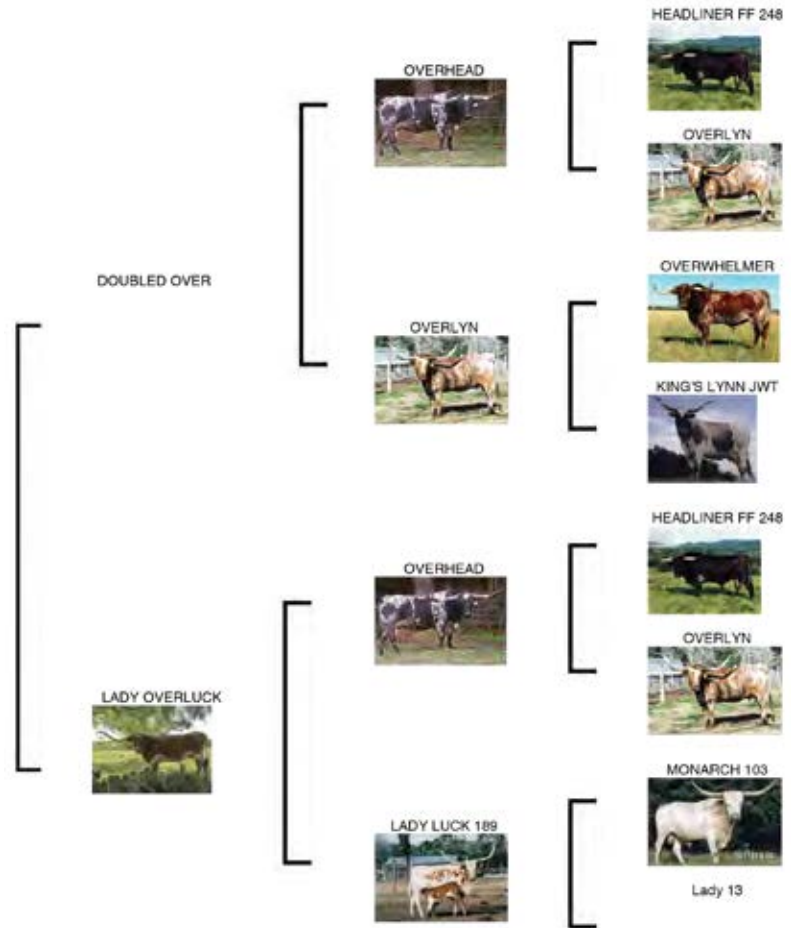 HEADLINER FF 248
OVERHEAD
OVERLYN
DOUBLED OVER
OVERWHELMER
OVERLYN
KING'S LYNN JWT
HEADLINER FF 248
OVERHEAD
OVERLYN
LADY OVERLUCK
MONARCH 103
LADY LUCK 189
Lady 13